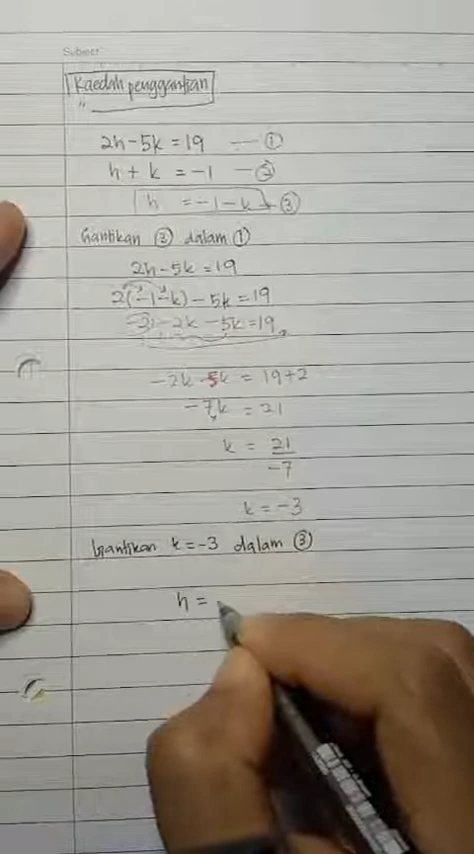 Subject
Kaedah penggantian
2h - 5k = 19 — ①
h + k = -1 — ②
h = -1 - k → ③
Gantikan ③ dalam ①
2h - 5k = 19
2(-1 - k) - 5k = 19
-2 - 2k - 5k = 19
-2k - 5k = 19 + 2
-7k = 21
k = 21/-7
k = -3
Gantikan k = -3 dalam ③
h =